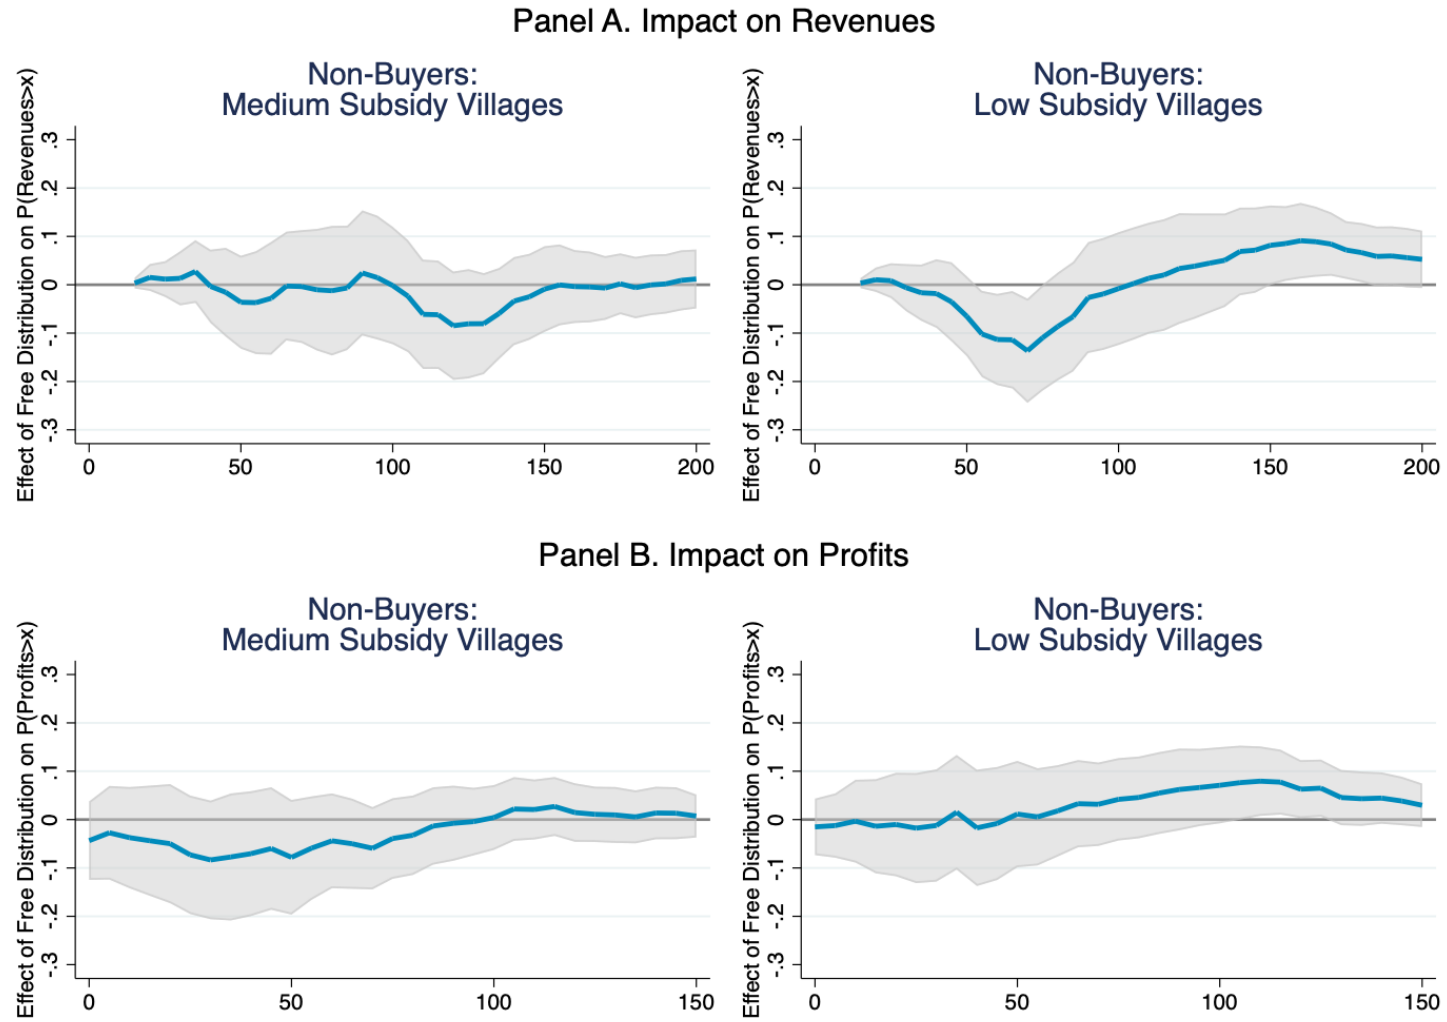 Panel A. Impact on Revenues
Non-Buyers:
Medium Subsidy Villages
Effect of Free Distribution on P(Revenues>x)
.3
.2
.1
0
-.1
-.2
-.3
0 50 100 150 200
Non-Buyers:
Low Subsidy Villages
Effect of Free Distribution on P(Revenues>x)
.3
.2
.1
0
-.1
-.2
-.3
0 50 100 150 200
Panel B. Impact on Profits
Non-Buyers:
Medium Subsidy Villages
Effect of Free Distribution on P(Profits>x)
.3
.2
.1
0
-.1
-.2
-.3
0 50 100 150
Non-Buyers:
Low Subsidy Villages
Effect of Free Distribution on P(Profits>x)
.3
.2
.1
0
-.1
-.2
-.3
0 50 100 150